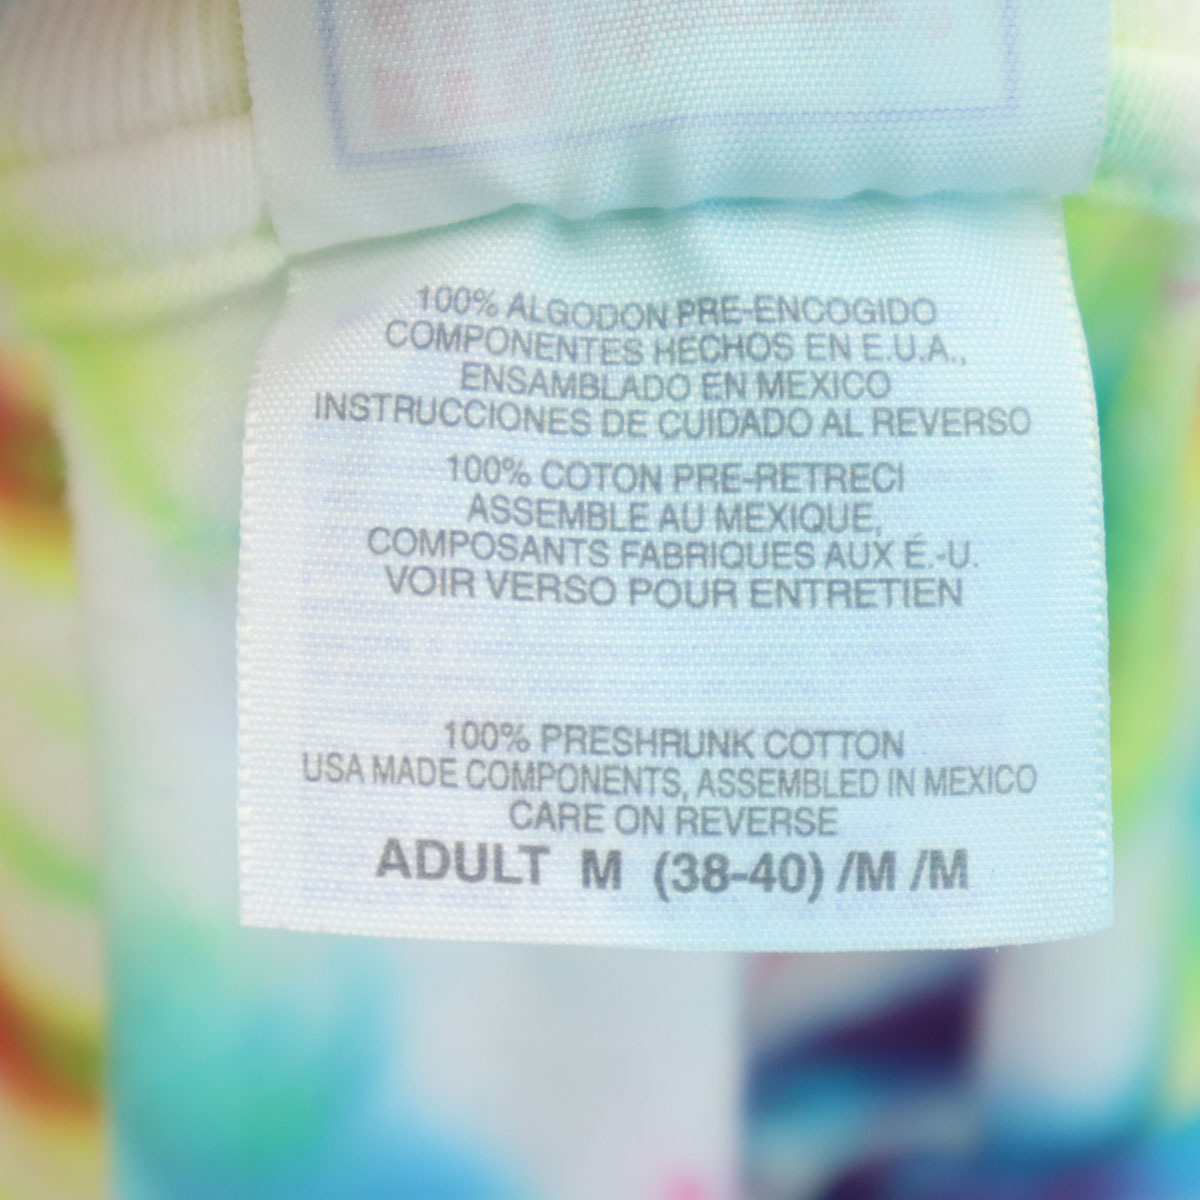 100% ALGODON PRE-ENCOGIDO
COMPONENTES HECHOS EN E.U.A.,
ENSAMBLADO EN MEXICO
INSTRUCCIONES DE CUIDADO AL REVERSO
100% COTON PRE-RETRECI
ASSEMBLE AU MEXIQUE,
COMPOSANTS FABRIQUES AUX É.-U.
VOIR VERSO POUR ENTRETIEN
100% PRESHRUNK COTTON
USA MADE COMPONENTS, ASSEMBLED IN MEXICO
CARE ON REVERSE
ADULT M (38-40) /M /M